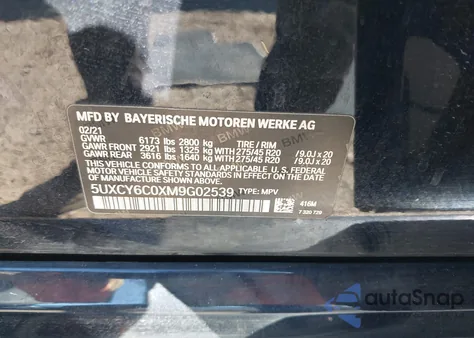 MFD BY BAYERISCHE MOTOREN WERKE AG
02/21
GVWR 6173 lbs 2800 kg TIRE / RIM
GAWR FRONT 2921 lbs 1325 kg WITH 275/45 R20 /9.0J x 20
GAWR REAR 3616 lbs 1640 kg WITH 275/45 R20 /9.0J x 20
THIS VEHICLE CONFORMS TO ALL APPLICABLE U.S. FEDERAL
MOTOR VEHICLE SAFETY STANDARDS IN EFFECT ON THE
DATE OF MANUFACTURE SHOWN ABOVE.
5UXCY6C0XM9G02539 TYPE: MPV
416M
7 320 729
autoSnap